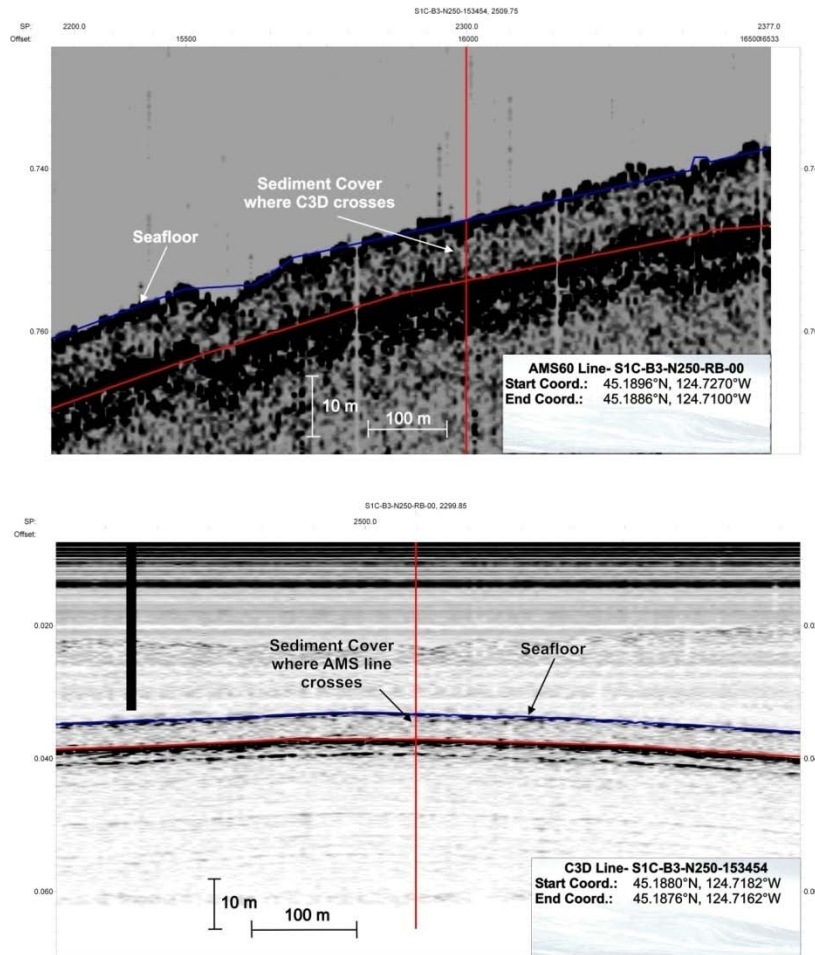 S1C-B3-N250-153454, 2509.75
SP: 2200.0 2300.0 2377.0
Offset: 15500 16000 16500 16533
0.740
Sediment Cover
where C3D crosses
Seafloor
0.760
AMS60 Line- S1C-B3-N250-RB-00
Start Coord.: 45.1896°N, 124.7270°W
End Coord.: 45.1886°N, 124.7100°W
10 m
100 m
S1C-B3-N250-RB-00, 2299.85
SP: 2500.0
Offset:
0.020
Sediment Cover
where AMS line
crosses
Seafloor
0.040
C3D Line- S1C-B3-N250-153454
Start Coord.: 45.1880°N, 124.7182°W
End Coord.: 45.1876°N, 124.7162°W
0.060
10 m
100 m